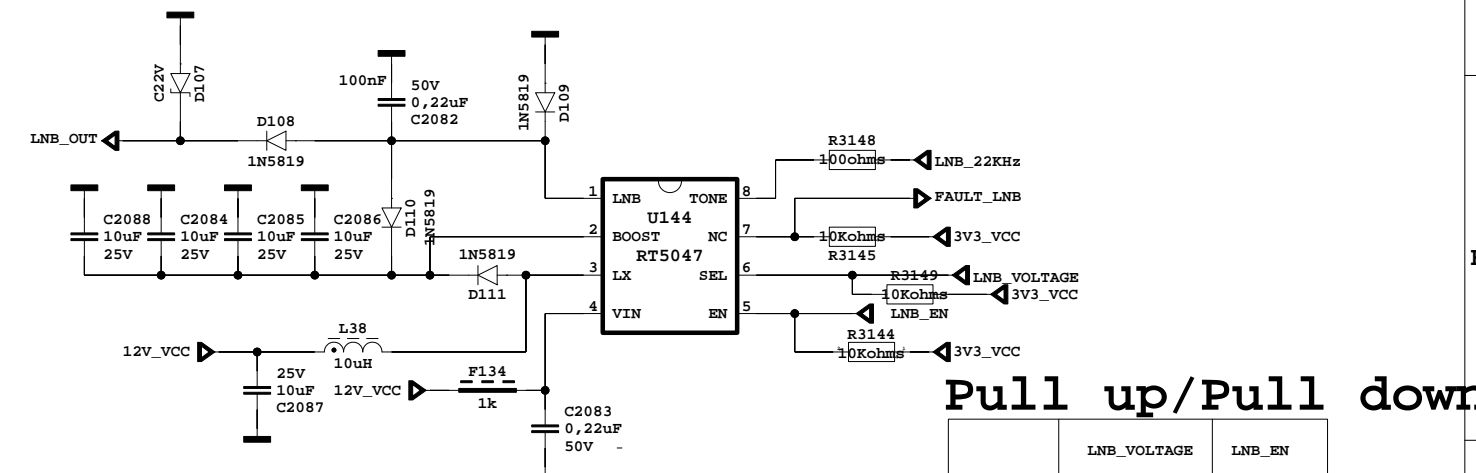 C22V
D107
100nF
50V
0,22uF
C2082
1N5819
D109
LNB_OUT
D108
1N5819
R3148
100ohms
LNB_22KHz
C2088
10uF
25V
C2084
10uF
25V
C2085
10uF
25V
C2086
10uF
25V
D110
1N5819
1 LNB
2 BOOST
3 LX
4 VIN
U144
RT5047
TONE 8
NC 7
SEL 6
EN 5
FAULT_LNB
10Kohms
R3145
3V3_VCC
1N5819
D111
LNB_VOLTAGE
R3149
10Kohms
3V3_VCC
LNB_EN
R3144
10Kohms
3V3_VCC
12V_VCC
L38
10uH
25V
10uF
C2087
12V_VCC
F134
1k
C2083
0,22uF
50V
Pull up/Pull down
LNB_VOLTAGE
LNB_EN